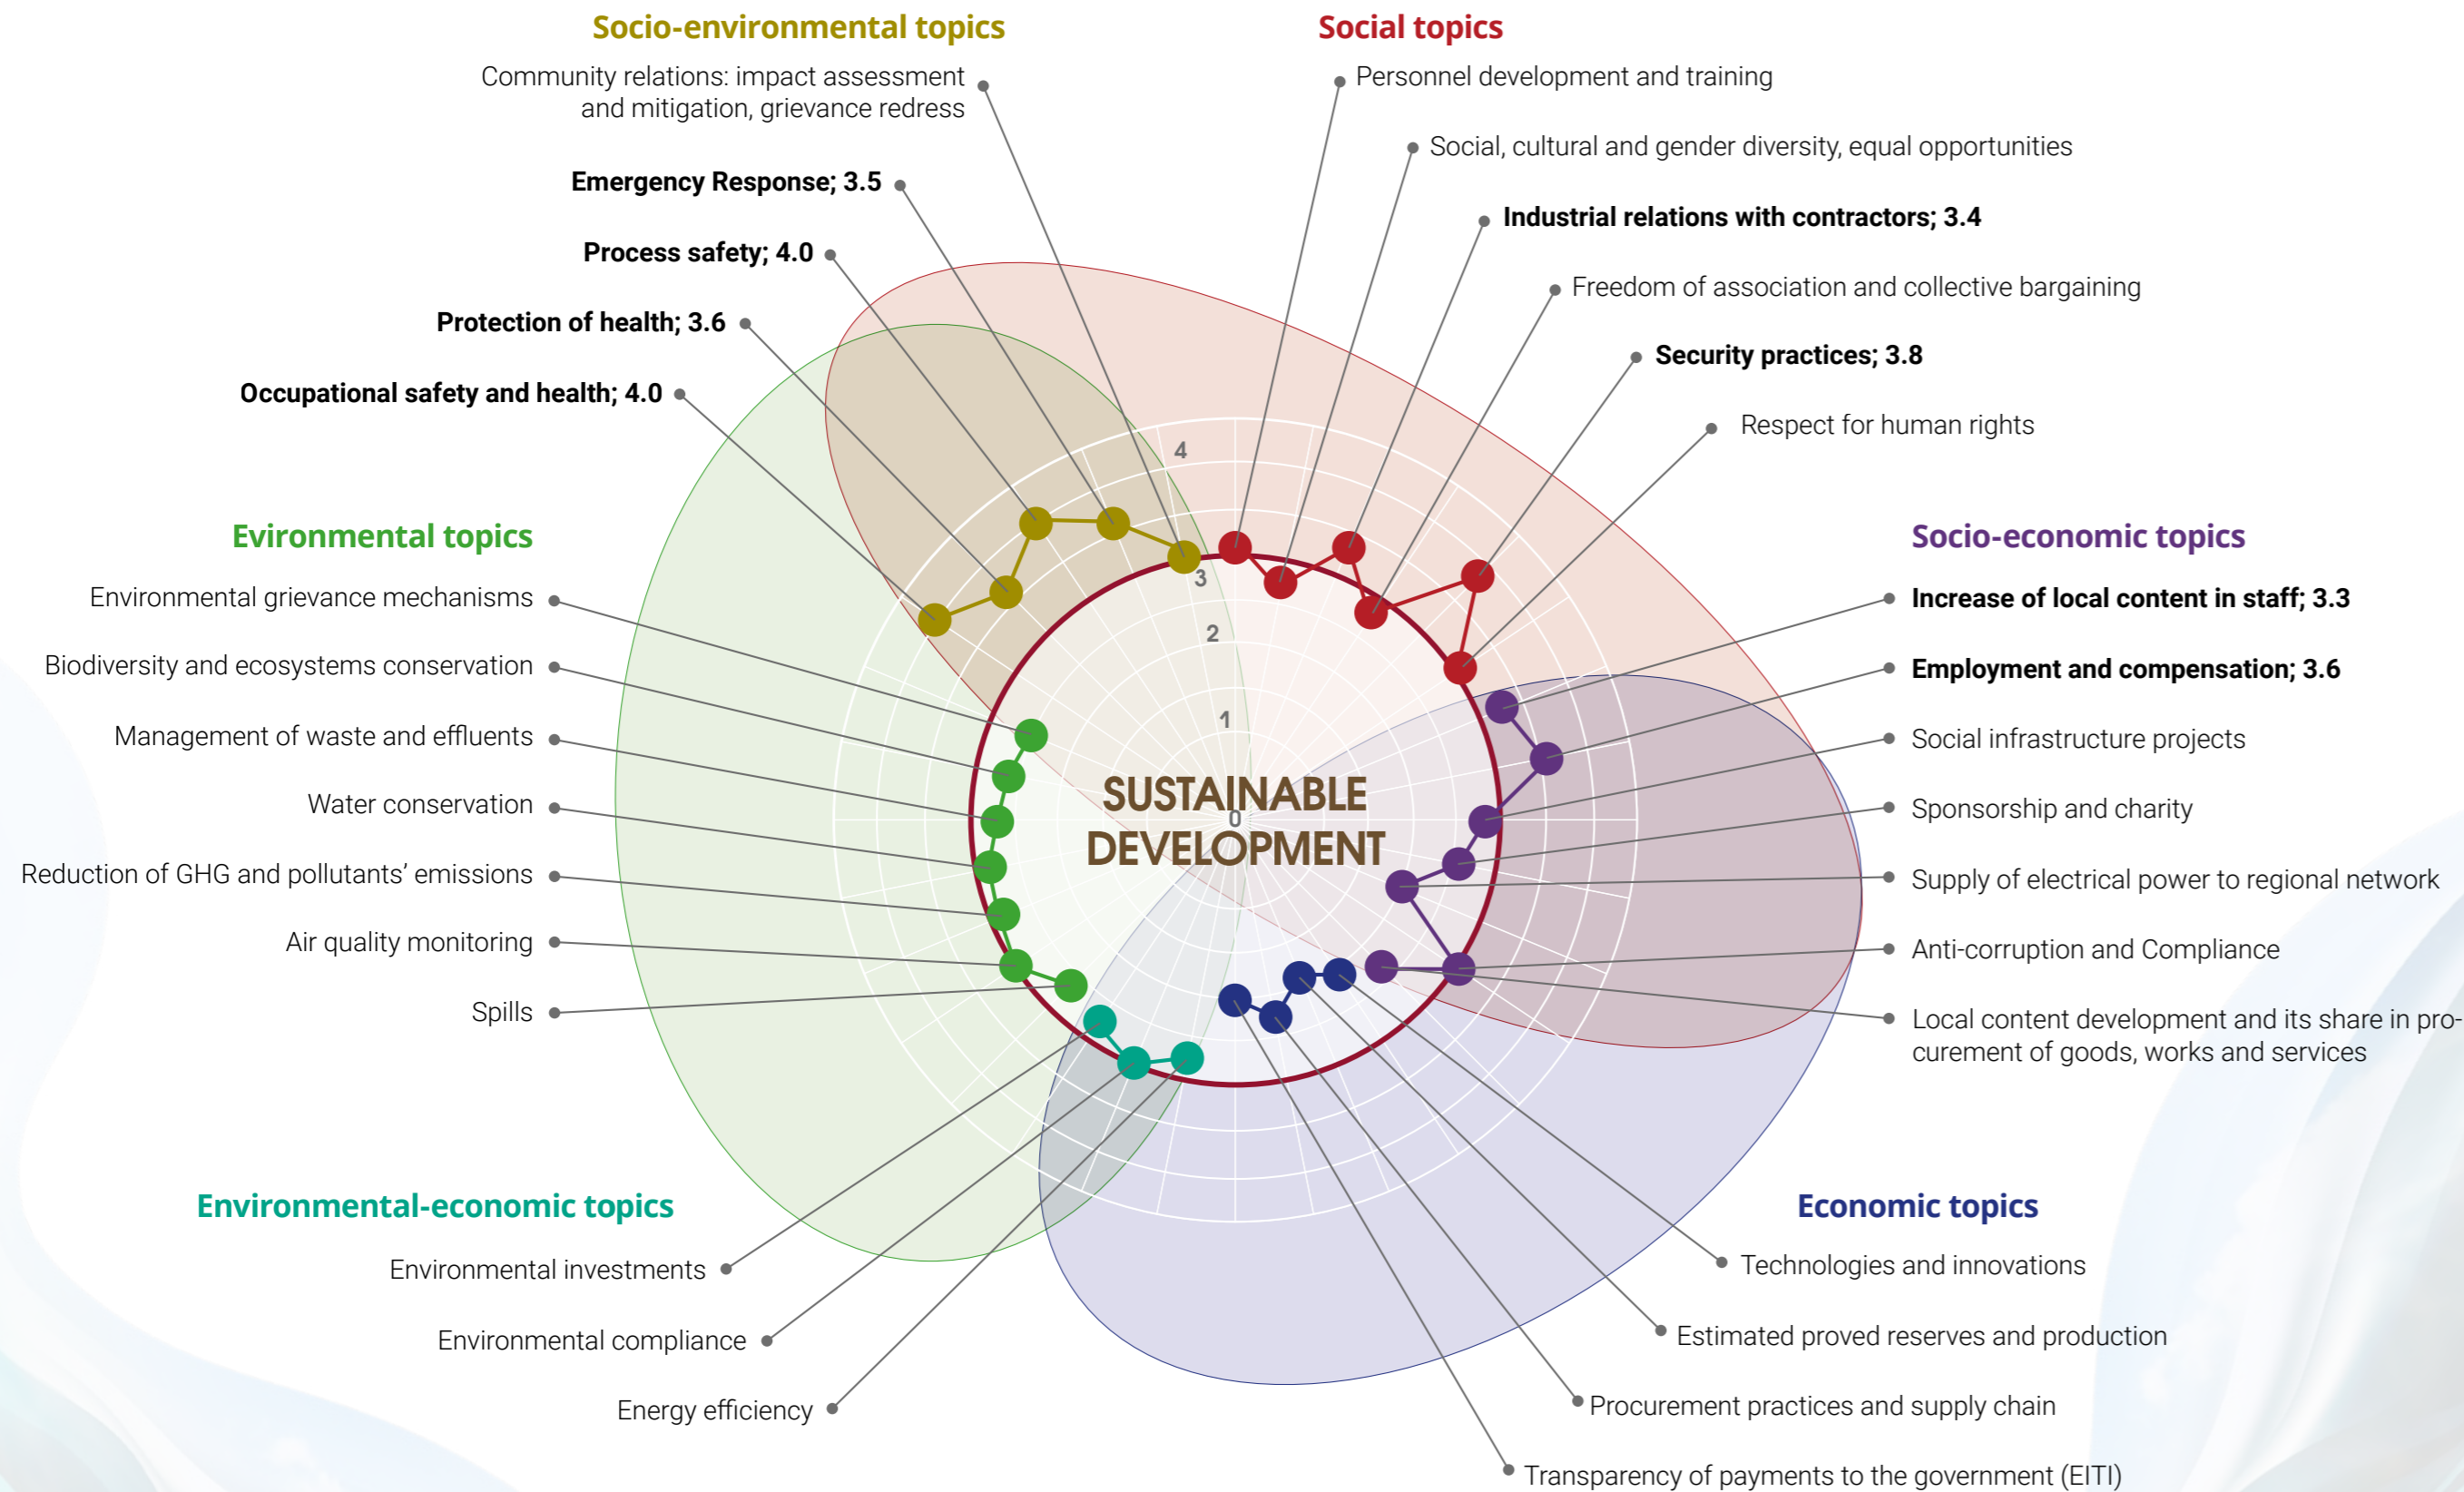 Socio-environmental topics
Community relations: impact assessment
and mitigation, grievance redress
Emergency Response; 3.5
Process safety; 4.0
Protection of health; 3.6
Occupational safety and health; 4.0
Social topics
Personnel development and training
Social, cultural and gender diversity, equal opportunities
Industrial relations with contractors; 3.4
Freedom of association and collective bargaining
Security practices; 3.8
Respect for human rights
Evironmental topics
Environmental grievance mechanisms
Biodiversity and ecosystems conservation
Management of waste and effluents
Water conservation
Reduction of GHG and pollutants’ emissions
Air quality monitoring
Spills
4
3
2
1
SUSTAINABLE
0
DEVELOPMENT
Socio-economic topics
Increase of local content in staff; 3.3
Employment and compensation; 3.6
Social infrastructure projects
Sponsorship and charity
Supply of electrical power to regional network
Anti-corruption and Compliance
Local content development and its share in pro-
curement of goods, works and services
Environmental-economic topics
Environmental investments
Environmental compliance
Energy efficiency
Economic topics
Technologies and innovations
Estimated proved reserves and production
Procurement practices and supply chain
Transparency of payments to the government (EITI)